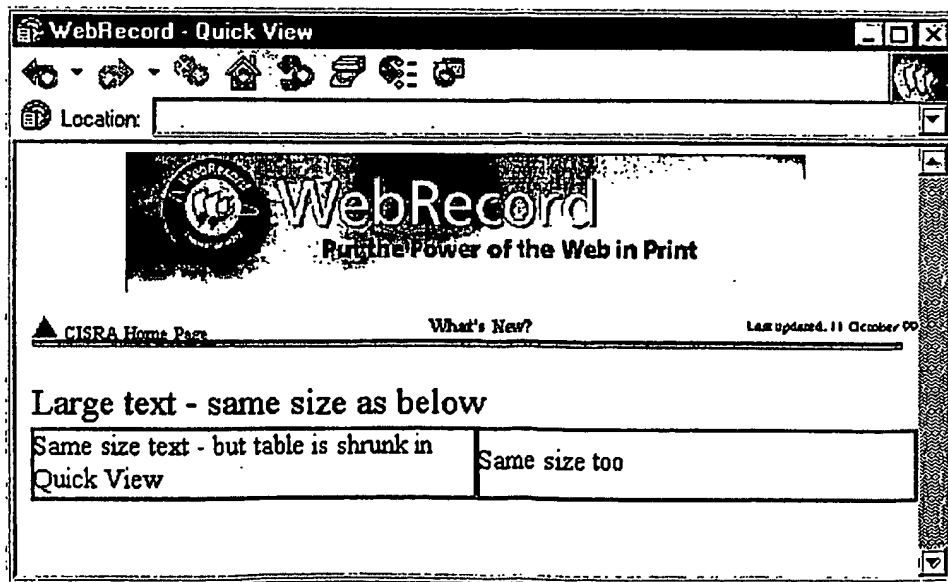 WebRecord - Quick View
Location:
WebRecord
Put the Power of the Web in Print
CISRA Home Page What's New? Last updated, 11 October 99
Large text - same size as below
Same size text - but table is shrunk in
Quick View
Same size too